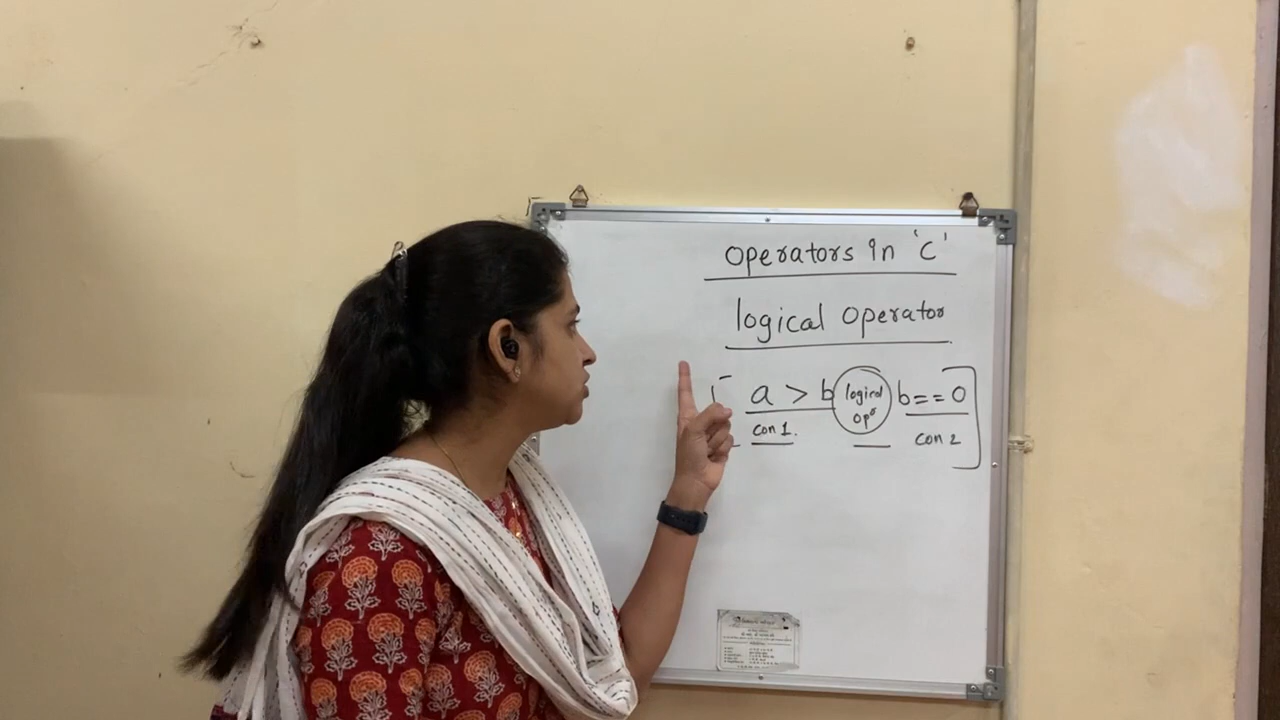 Operators in 'C'
logical operator
[ a > b logical opr b == 0 ]
con 1. con 2